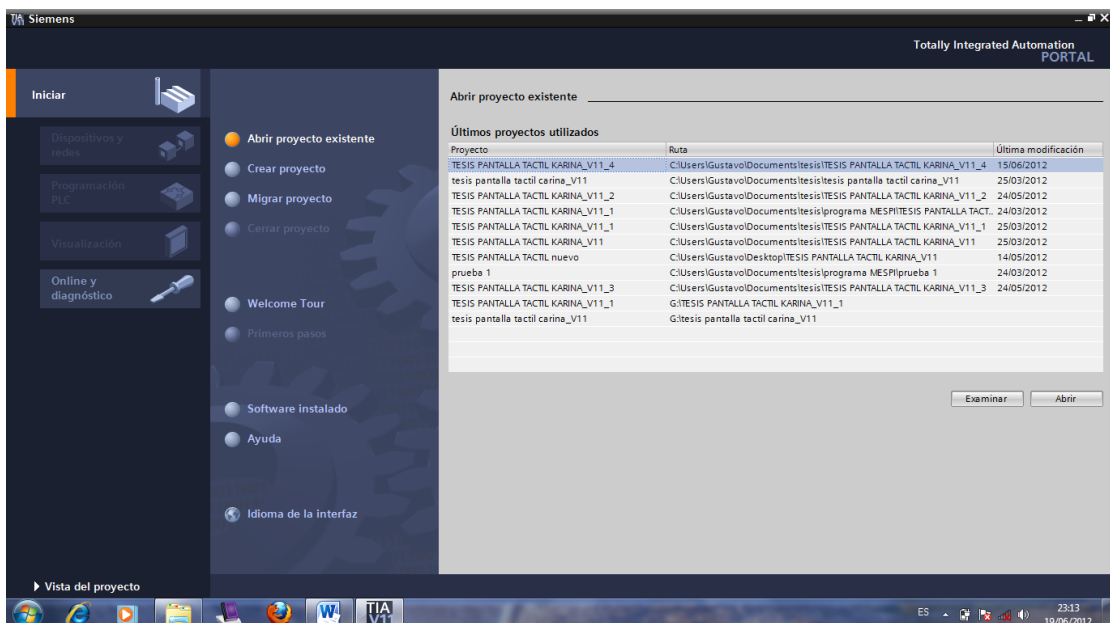 Siemens
Totally Integrated Automation
PORTAL
Iniciar
Dispositivos y
redes
Programación
PLC
Visualización
Online y
diagnóstico
Abrir proyecto existente
Crear proyecto
Migrar proyecto
Cerrar proyecto
Welcome Tour
Primeros pasos
Software instalado
Ayuda
Idioma de la interfaz
Abrir proyecto existente
Últimos proyectos utilizados
Proyecto Ruta Última modificación
TESIS PANTALLA TACTIL KARINA_V11_4 C:\Users\Gustavo\Documents\tesis\TESIS PANTALLA TACTIL KARINA_V11_4 15/06/2012
tesis pantalla tactil carina_V11 C:\Users\Gustavo\Documents\tesis\tesis pantalla tactil carina_V11 25/03/2012
TESIS PANTALLA TACTIL KARINA_V11_2 C:\Users\Gustavo\Documents\tesis\TESIS PANTALLA TACTIL KARINA_V11_2 24/05/2012
TESIS PANTALLA TACTIL KARINA_V11_1 C:\Users\Gustavo\Documents\tesis\programa MESPI\TESIS PANTALLA TACT.. 24/03/2012
TESIS PANTALLA TACTIL KARINA_V11_1 C:\Users\Gustavo\Documents\tesis\TESIS PANTALLA TACTIL KARINA_V11_1 25/03/2012
TESIS PANTALLA TACTIL KARINA_V11 C:\Users\Gustavo\Documents\tesis\TESIS PANTALLA TACTIL KARINA_V11 25/03/2012
TESIS PANTALLA TACTIL nuevo C:\Users\Gustavo\Desktop\TESIS PANTALLA TACTIL KARINA_V11 14/05/2012
prueba 1 C:\Users\Gustavo\Documents\tesis\programa MESPI\prueba 1 24/03/2012
TESIS PANTALLA TACTIL KARINA_V11_3 C:\Users\Gustavo\Documents\tesis\TESIS PANTALLA TACTIL KARINA_V11_3 24/05/2012
TESIS PANTALLA TACTIL KARINA_V11_1 G:\TESIS PANTALLA TACTIL KARINA_V11_1
tesis pantalla tactil carina_V11 G:\tesis pantalla tactil carina_V11
Examinar Abrir
Vista del proyecto
TIA
V11
ES
23:13
19/06/2012